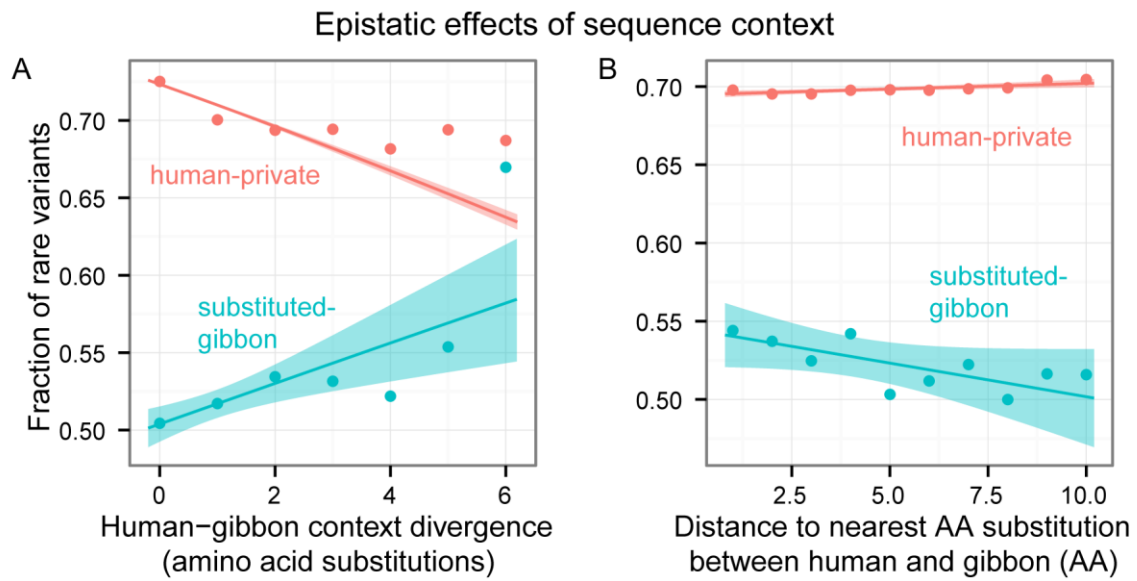 Epistatic effects of sequence context
A
Fraction of rare variants
0.70
0.65
0.60
0.55
0.50
human-private
substituted-
gibbon
0
2
4
6
Human−gibbon context divergence
(amino acid substitutions)
B
0.70
0.65
0.60
0.55
0.50
human-private
substituted-
gibbon
2.5
5.0
7.5
10.0
Distance to nearest AA substitution
between human and gibbon (AA)